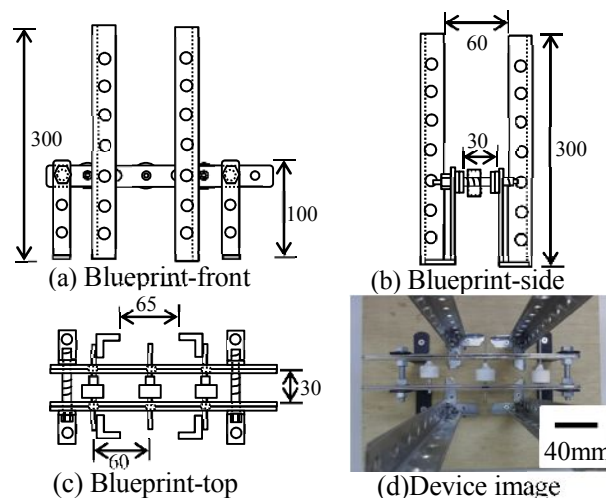 300
100
(a) Blueprint-front
60
30
300
(b) Blueprint-side
65
30
60
(c) Blueprint-top
40mm
(d)Device image